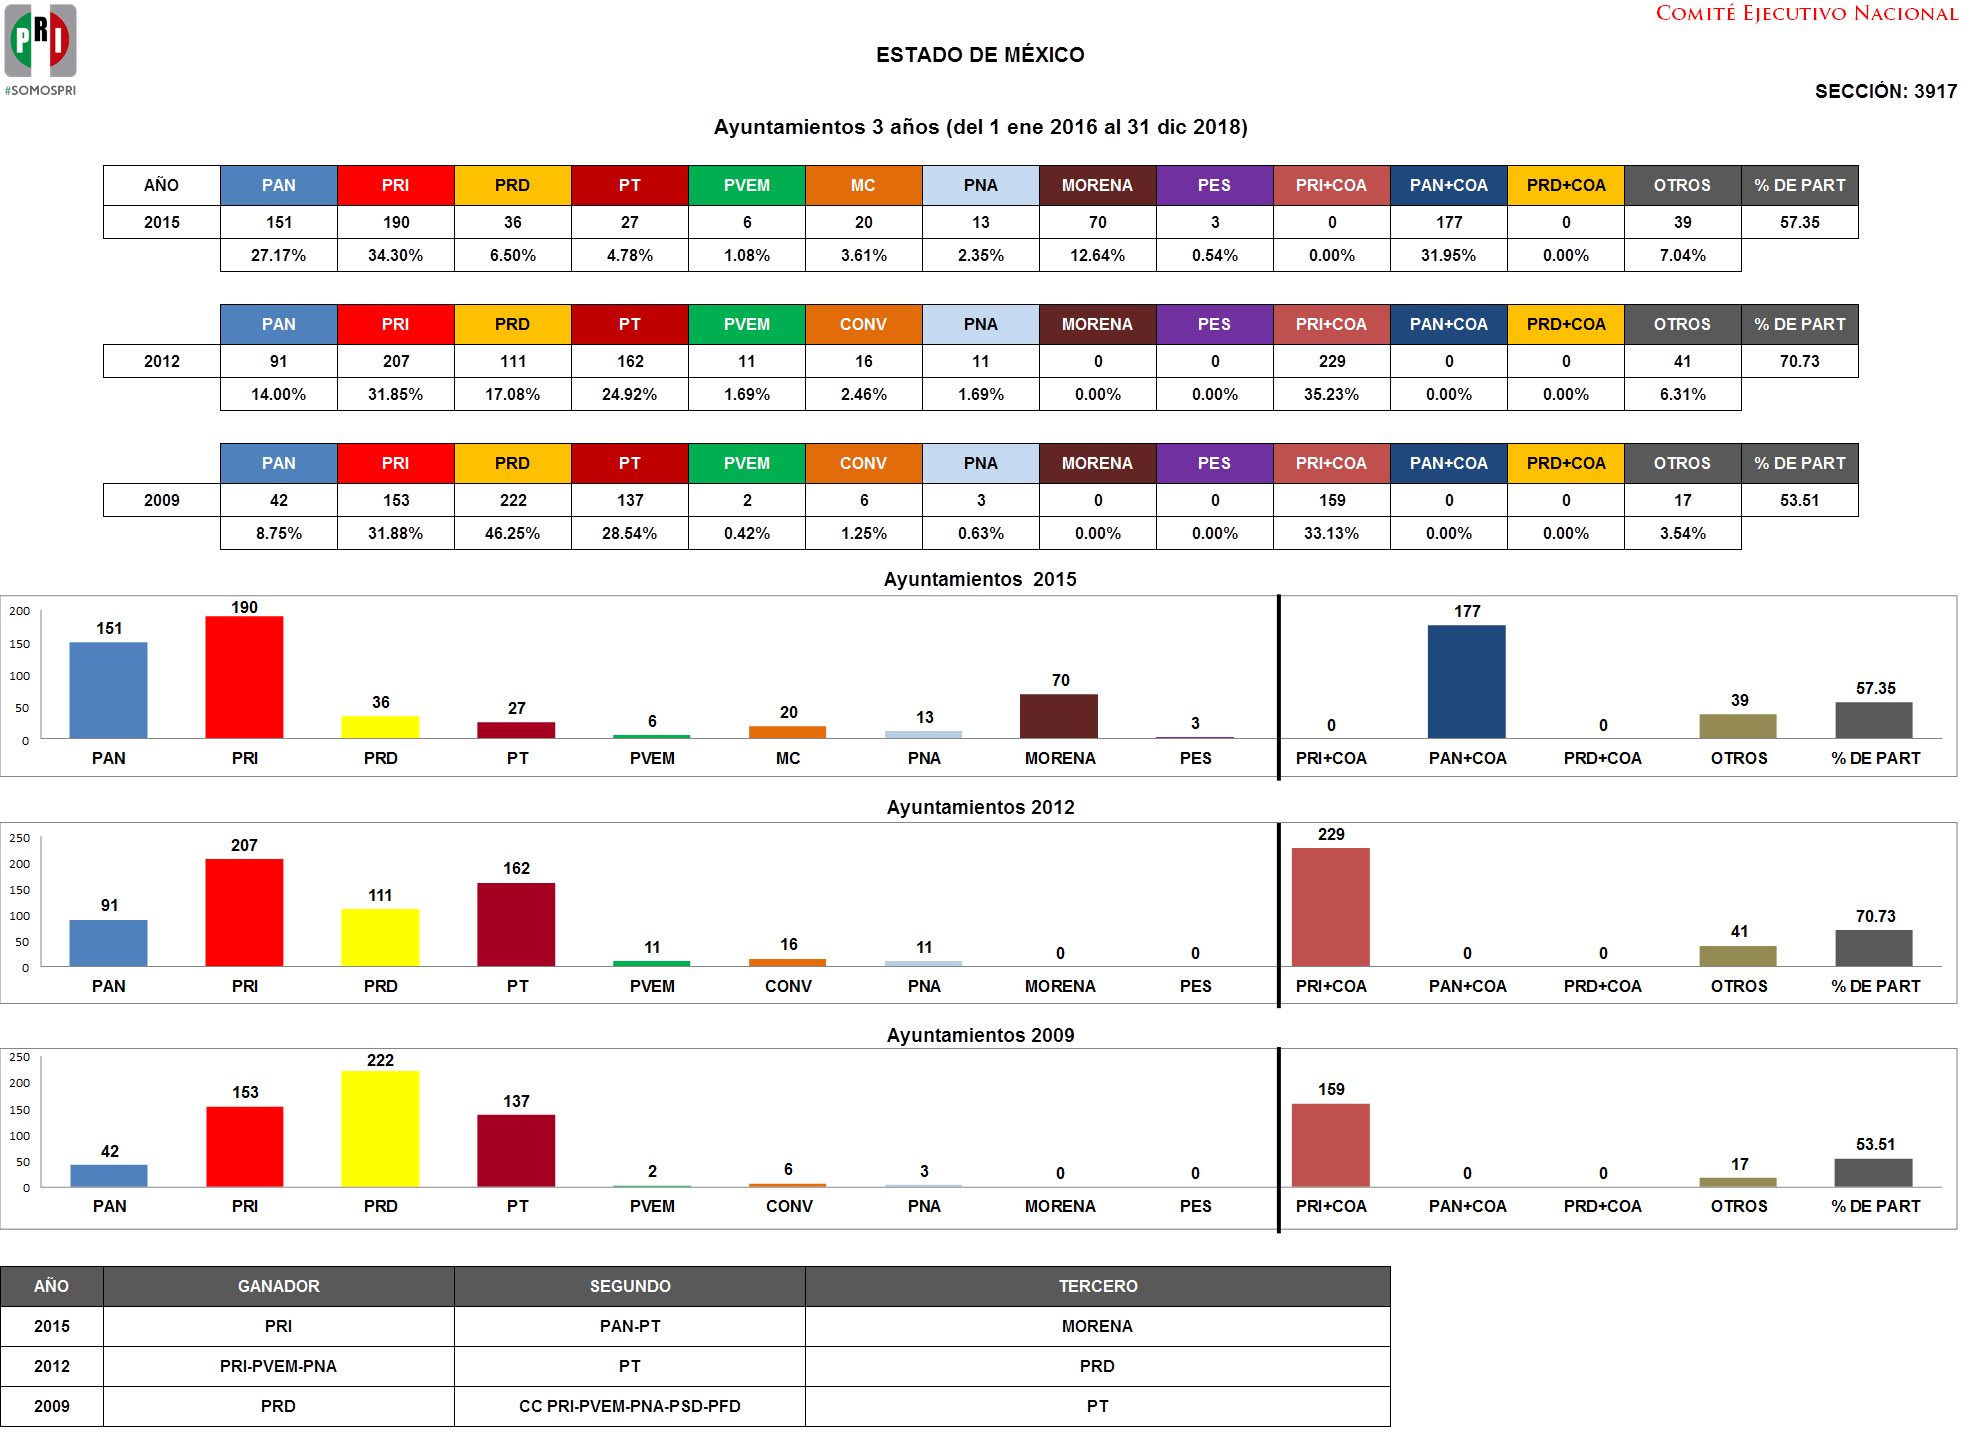 PRI
#SOMOSPRI
COMITÉ EJECUTIVO NACIONAL
ESTADO DE MÉXICO
SECCIÓN: 3917
Ayuntamientos 3 años (del 1 ene 2016 al 31 dic 2018)
AÑO PAN PRI PRD PT PVEM MC PNA MORENA PES PRI+COA PAN+COA PRD+COA OTROS % DE PART
2015 151 190 36 27 6 20 13 70 3 0 177 0 39 57.35
27.17% 34.30% 6.50% 4.78% 1.08% 3.61% 2.35% 12.64% 0.54% 0.00% 31.95% 0.00% 7.04%
PAN PRI PRD PT PVEM CONV PNA MORENA PES PRI+COA PAN+COA PRD+COA OTROS % DE PART
2012 91 207 111 162 11 16 11 0 0 229 0 0 41 70.73
14.00% 31.85% 17.08% 24.92% 1.69% 2.46% 1.69% 0.00% 0.00% 35.23% 0.00% 0.00% 6.31%
PAN PRI PRD PT PVEM CONV PNA MORENA PES PRI+COA PAN+COA PRD+COA OTROS % DE PART
2009 42 153 222 137 2 6 3 0 0 159 0 0 17 53.51
8.75% 31.88% 46.25% 28.54% 0.42% 1.25% 0.63% 0.00% 0.00% 33.13% 0.00% 0.00% 3.54%
Ayuntamientos 2015
200
150
100
50
0
151 190 36 27 6 20 13 70 3 0 177 0 39 57.35
PAN PRI PRD PT PVEM MC PNA MORENA PES PRI+COA PAN+COA PRD+COA OTROS % DE PART
Ayuntamientos 2012
250
200
150
100
50
0
91 207 111 162 11 16 11 0 0 229 0 0 41 70.73
PAN PRI PRD PT PVEM CONV PNA MORENA PES PRI+COA PAN+COA PRD+COA OTROS % DE PART
Ayuntamientos 2009
250
200
150
100
50
0
42 153 222 137 2 6 3 0 0 159 0 0 17 53.51
PAN PRI PRD PT PVEM CONV PNA MORENA PES PRI+COA PAN+COA PRD+COA OTROS % DE PART
AÑO GANADOR SEGUNDO TERCERO
2015 PRI PAN-PT MORENA
2012 PRI-PVEM-PNA PT PRD
2009 PRD CC PRI-PVEM-PNA-PSD-PFD PT